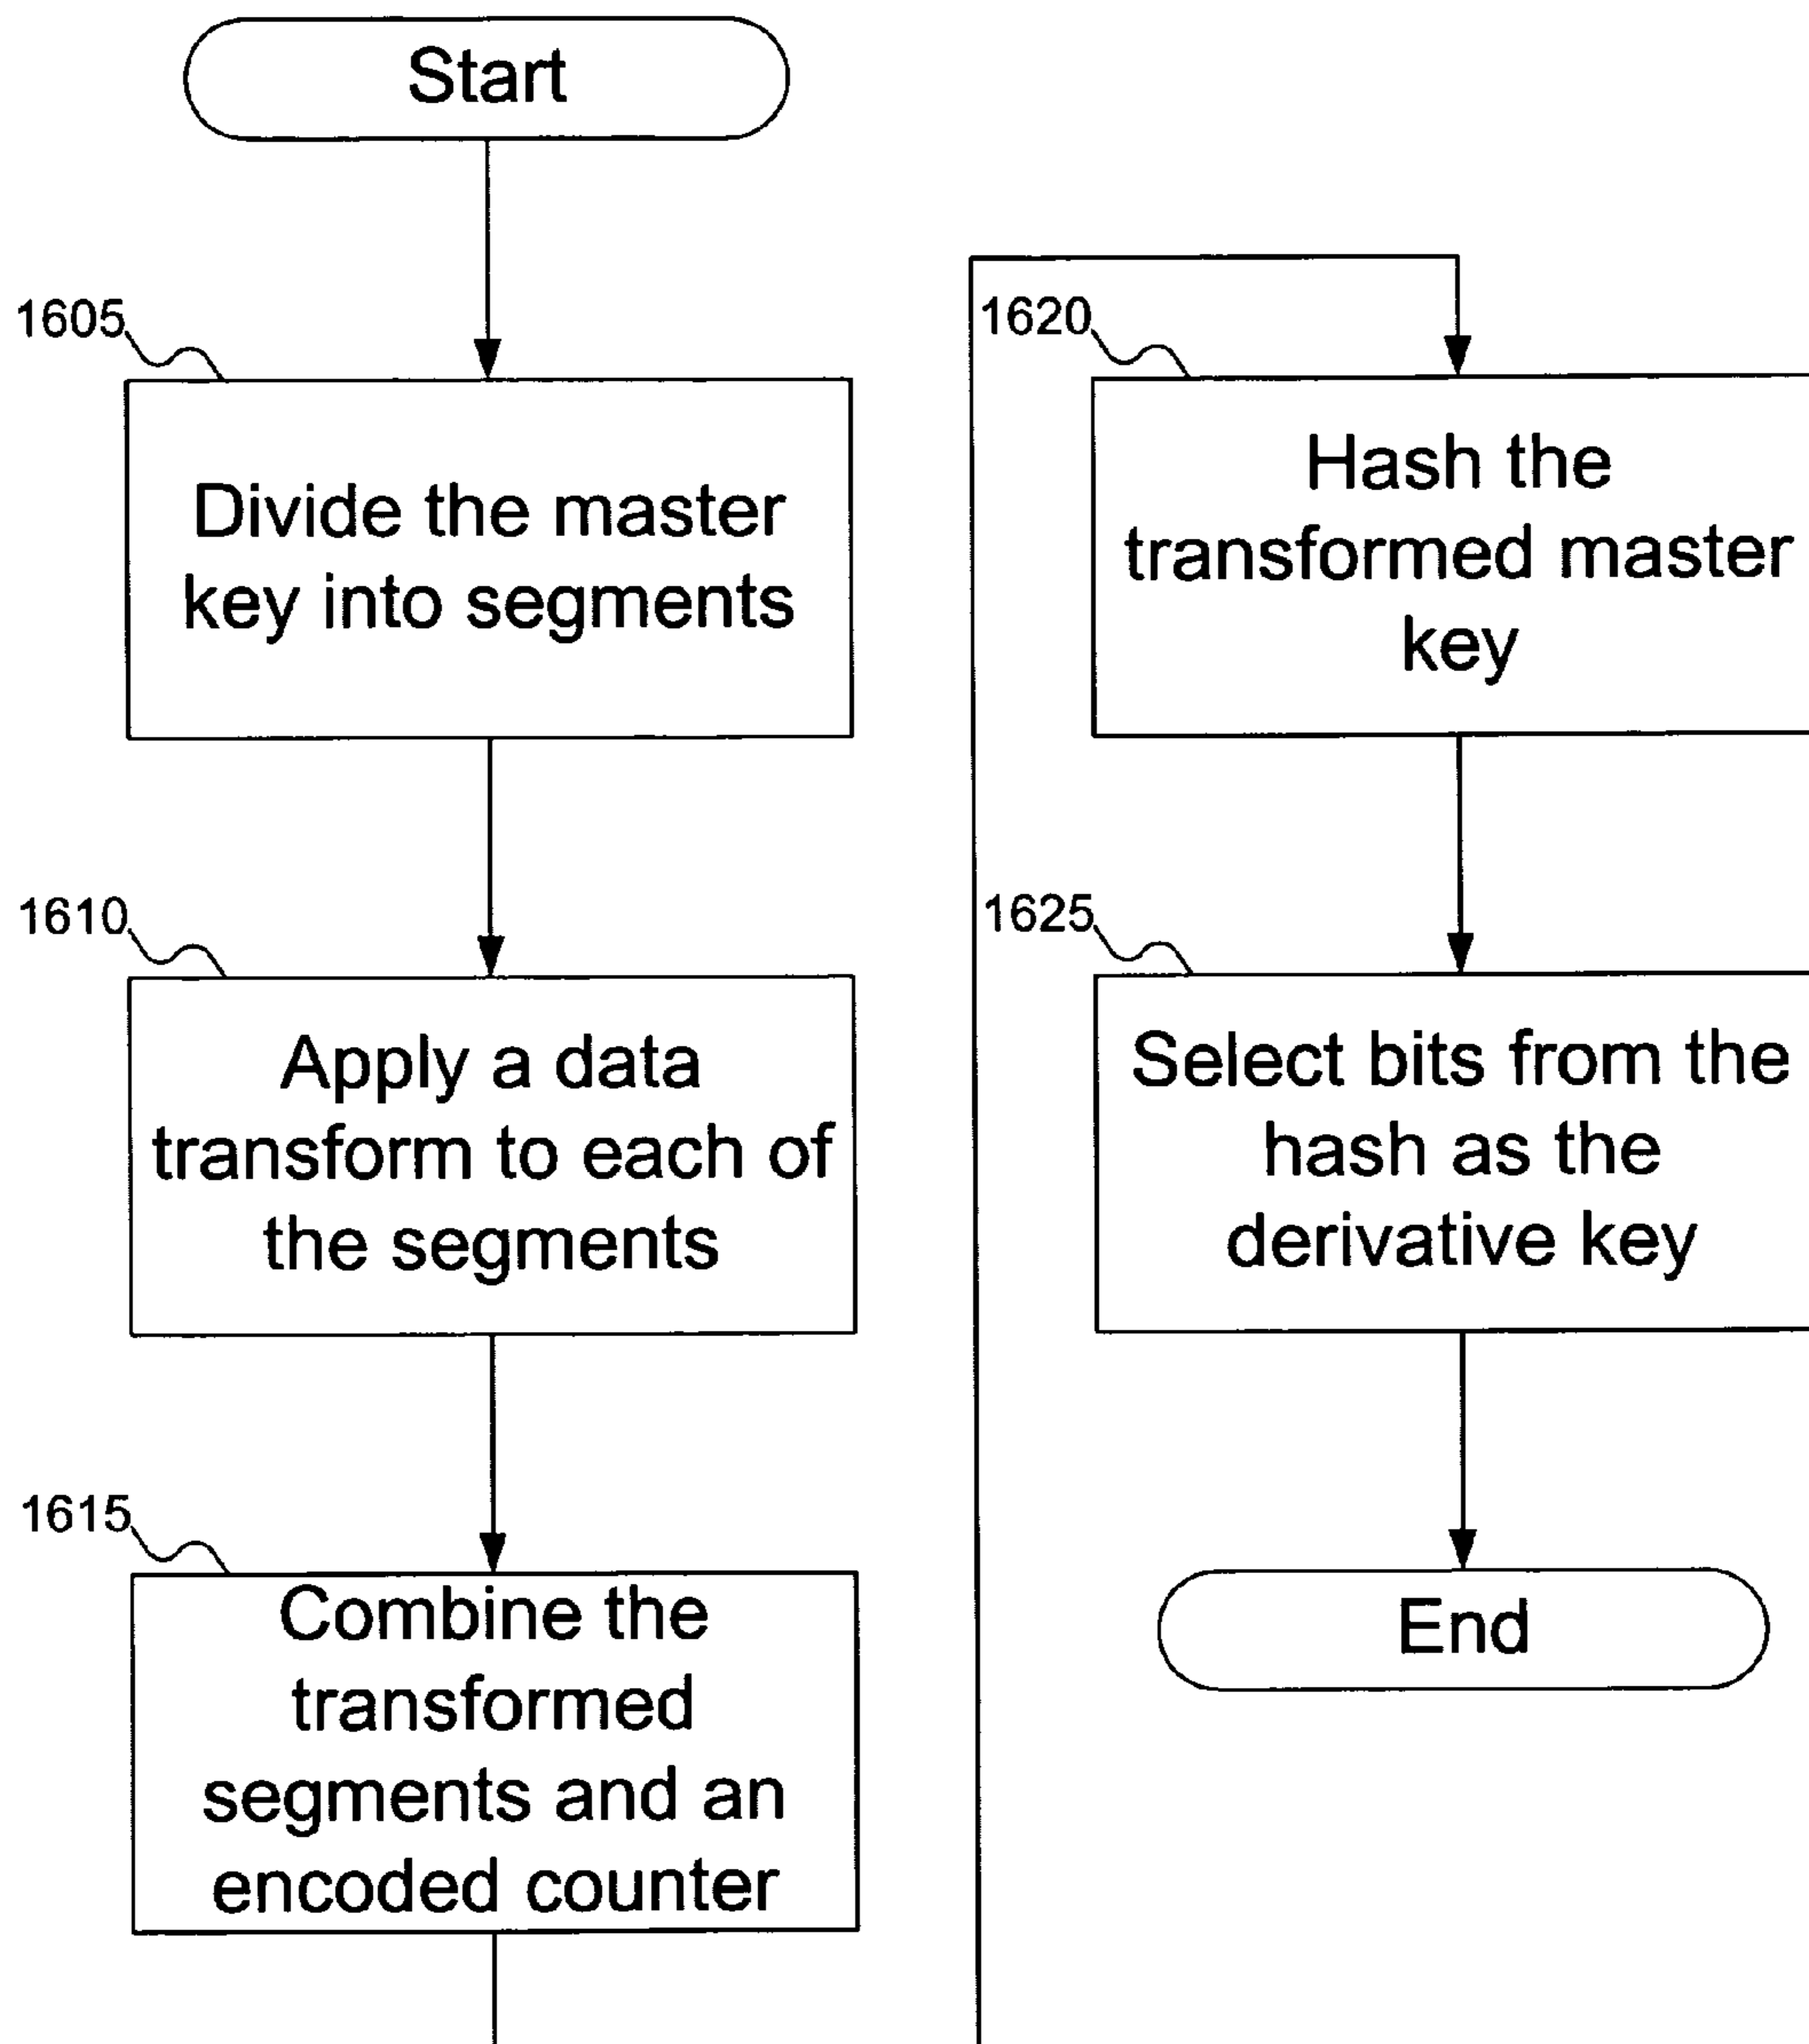 Start
1605
Divide the master
key into segments
1610
Apply a data
transform to each of
the segments
1615
Combine the
transformed
segments and an
encoded counter
1620
Hash the
transformed master
key
1625
Select bits from the
hash as the
derivative key
End